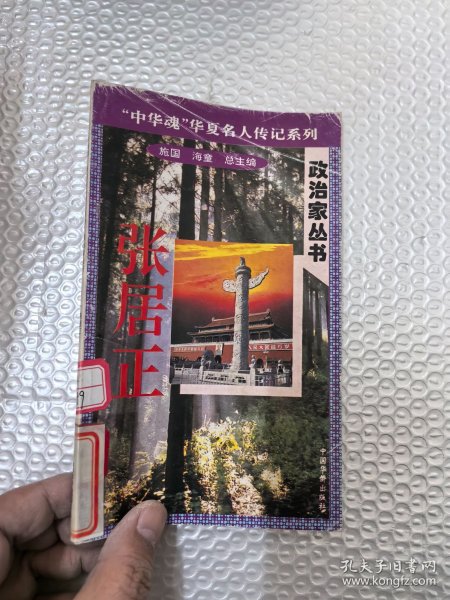 “中华魂”华夏名人传记系列
施国 海童 总主编
政治家丛书
张居正
9
孔夫子旧书网
www.kongfz.com